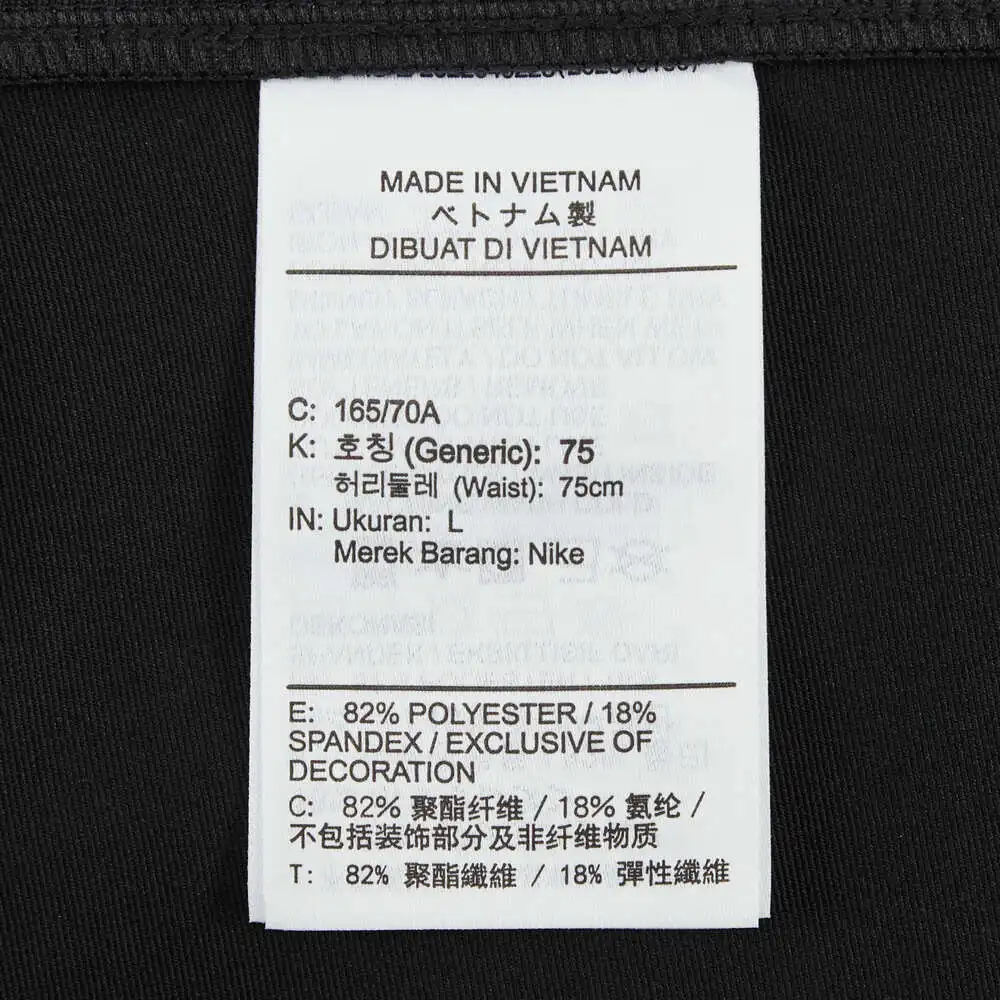 MADE IN VIETNAM
ベトナム製
DIBUAT DI VIETNAM
C: 165/70A
K: 호칭 (Generic): 75
허리둘레 (Waist): 75cm
IN: Ukuran: L
Merek Barang: Nike
E: 82% POLYESTER / 18%
SPANDEX / EXCLUSIVE OF
DECORATION
C: 82% 聚酯纤维 / 18% 氨纶 /
不包括装饰部分及非纤维物质
T: 82% 聚酯纖維 / 18% 彈性纖維